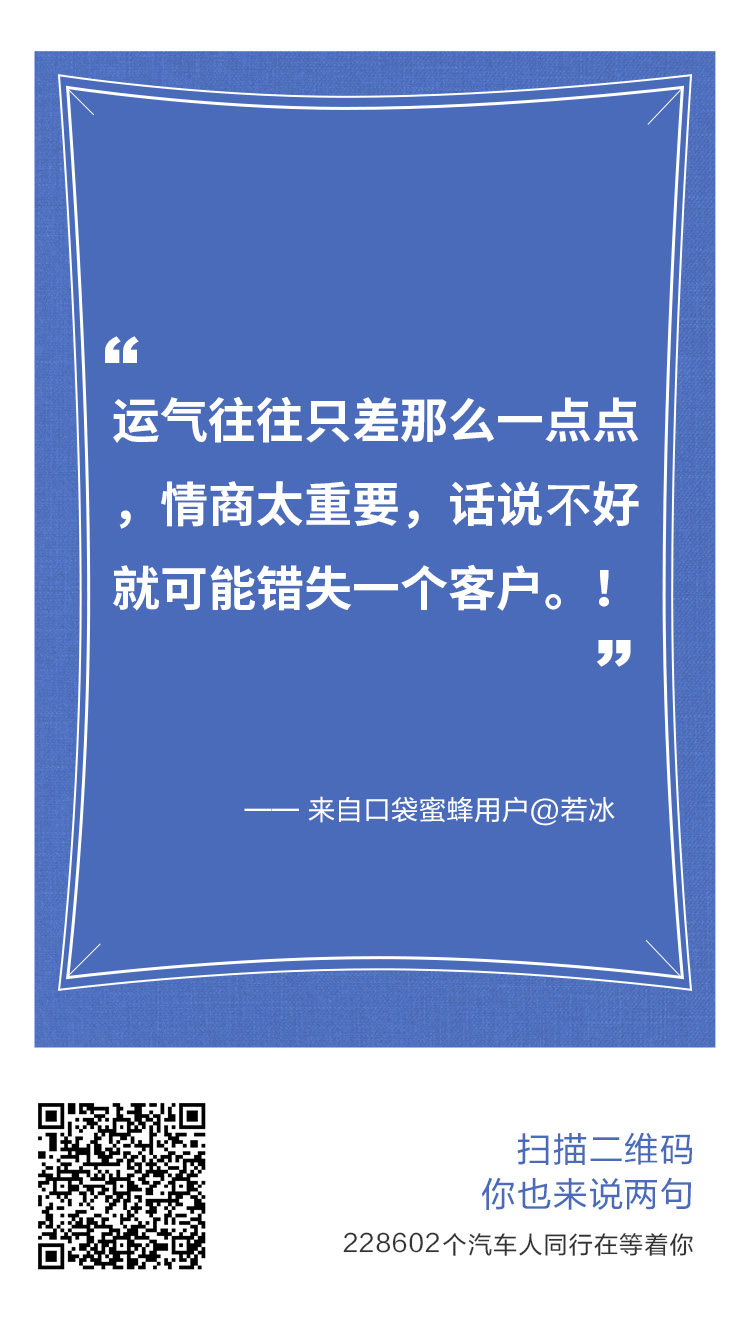 “
运气往往只差那么一点点
，情商太重要，话说不好
就可能错失一个客户。！
”
—— 来自口袋蜜蜂用户@若冰
扫描二维码
你也来说两句
228602个汽车人同行在等着你